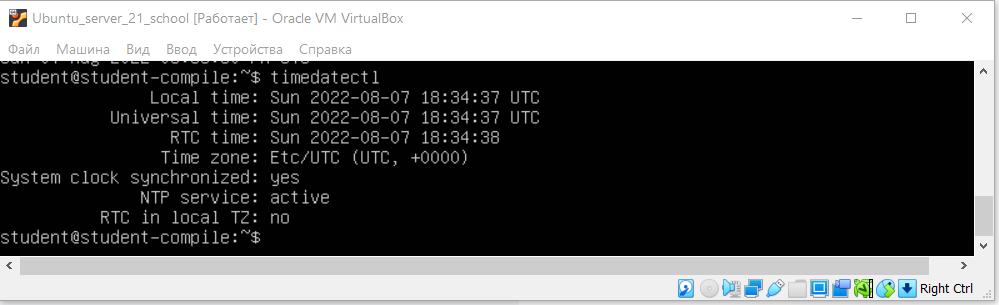 Ubuntu_server_21_school [Работает] - Oracle VM VirtualBox
Файл Машина Вид Ввод Устройства Справка
student@student-compile:~$ timedatectl
Local time: Sun 2022-08-07 18:34:37 UTC
Universal time: Sun 2022-08-07 18:34:37 UTC
RTC time: Sun 2022-08-07 18:34:38
Time zone: Etc/UTC (UTC, +0000)
System clock synchronized: yes
NTP service: active
RTC in local TZ: no
student@student-compile:~$
Right Ctrl